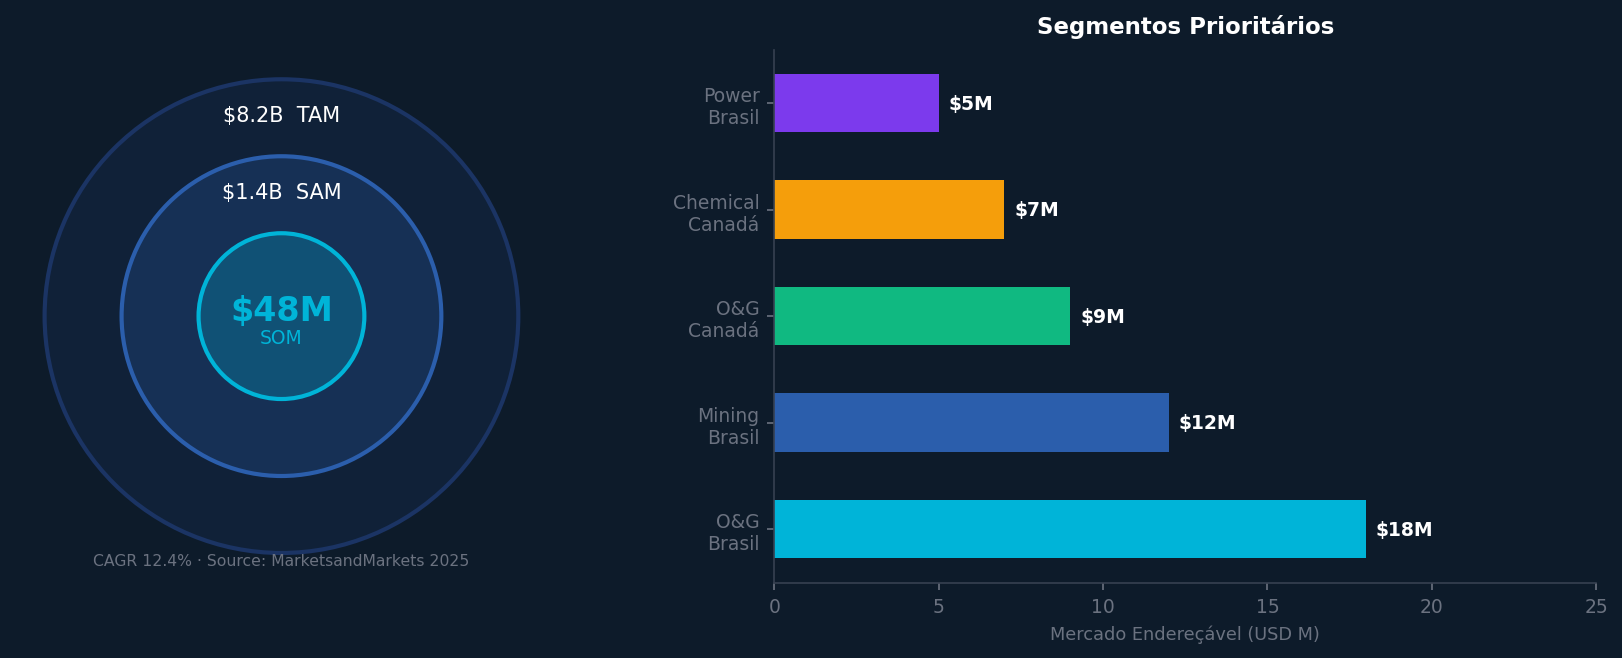 $8.2B TAM
$1.4B SAM
$48M
SOM
CAGR 12.4% · Source: MarketsandMarkets 2025
Segmentos Prioritários
Power
Brasil
$5M
Chemical
Canadá
$7M
O&G
Canadá
$9M
Mining
Brasil
$12M
O&G
Brasil
$18M
0 5 10 15 20 25
Mercado Endereçável (USD M)